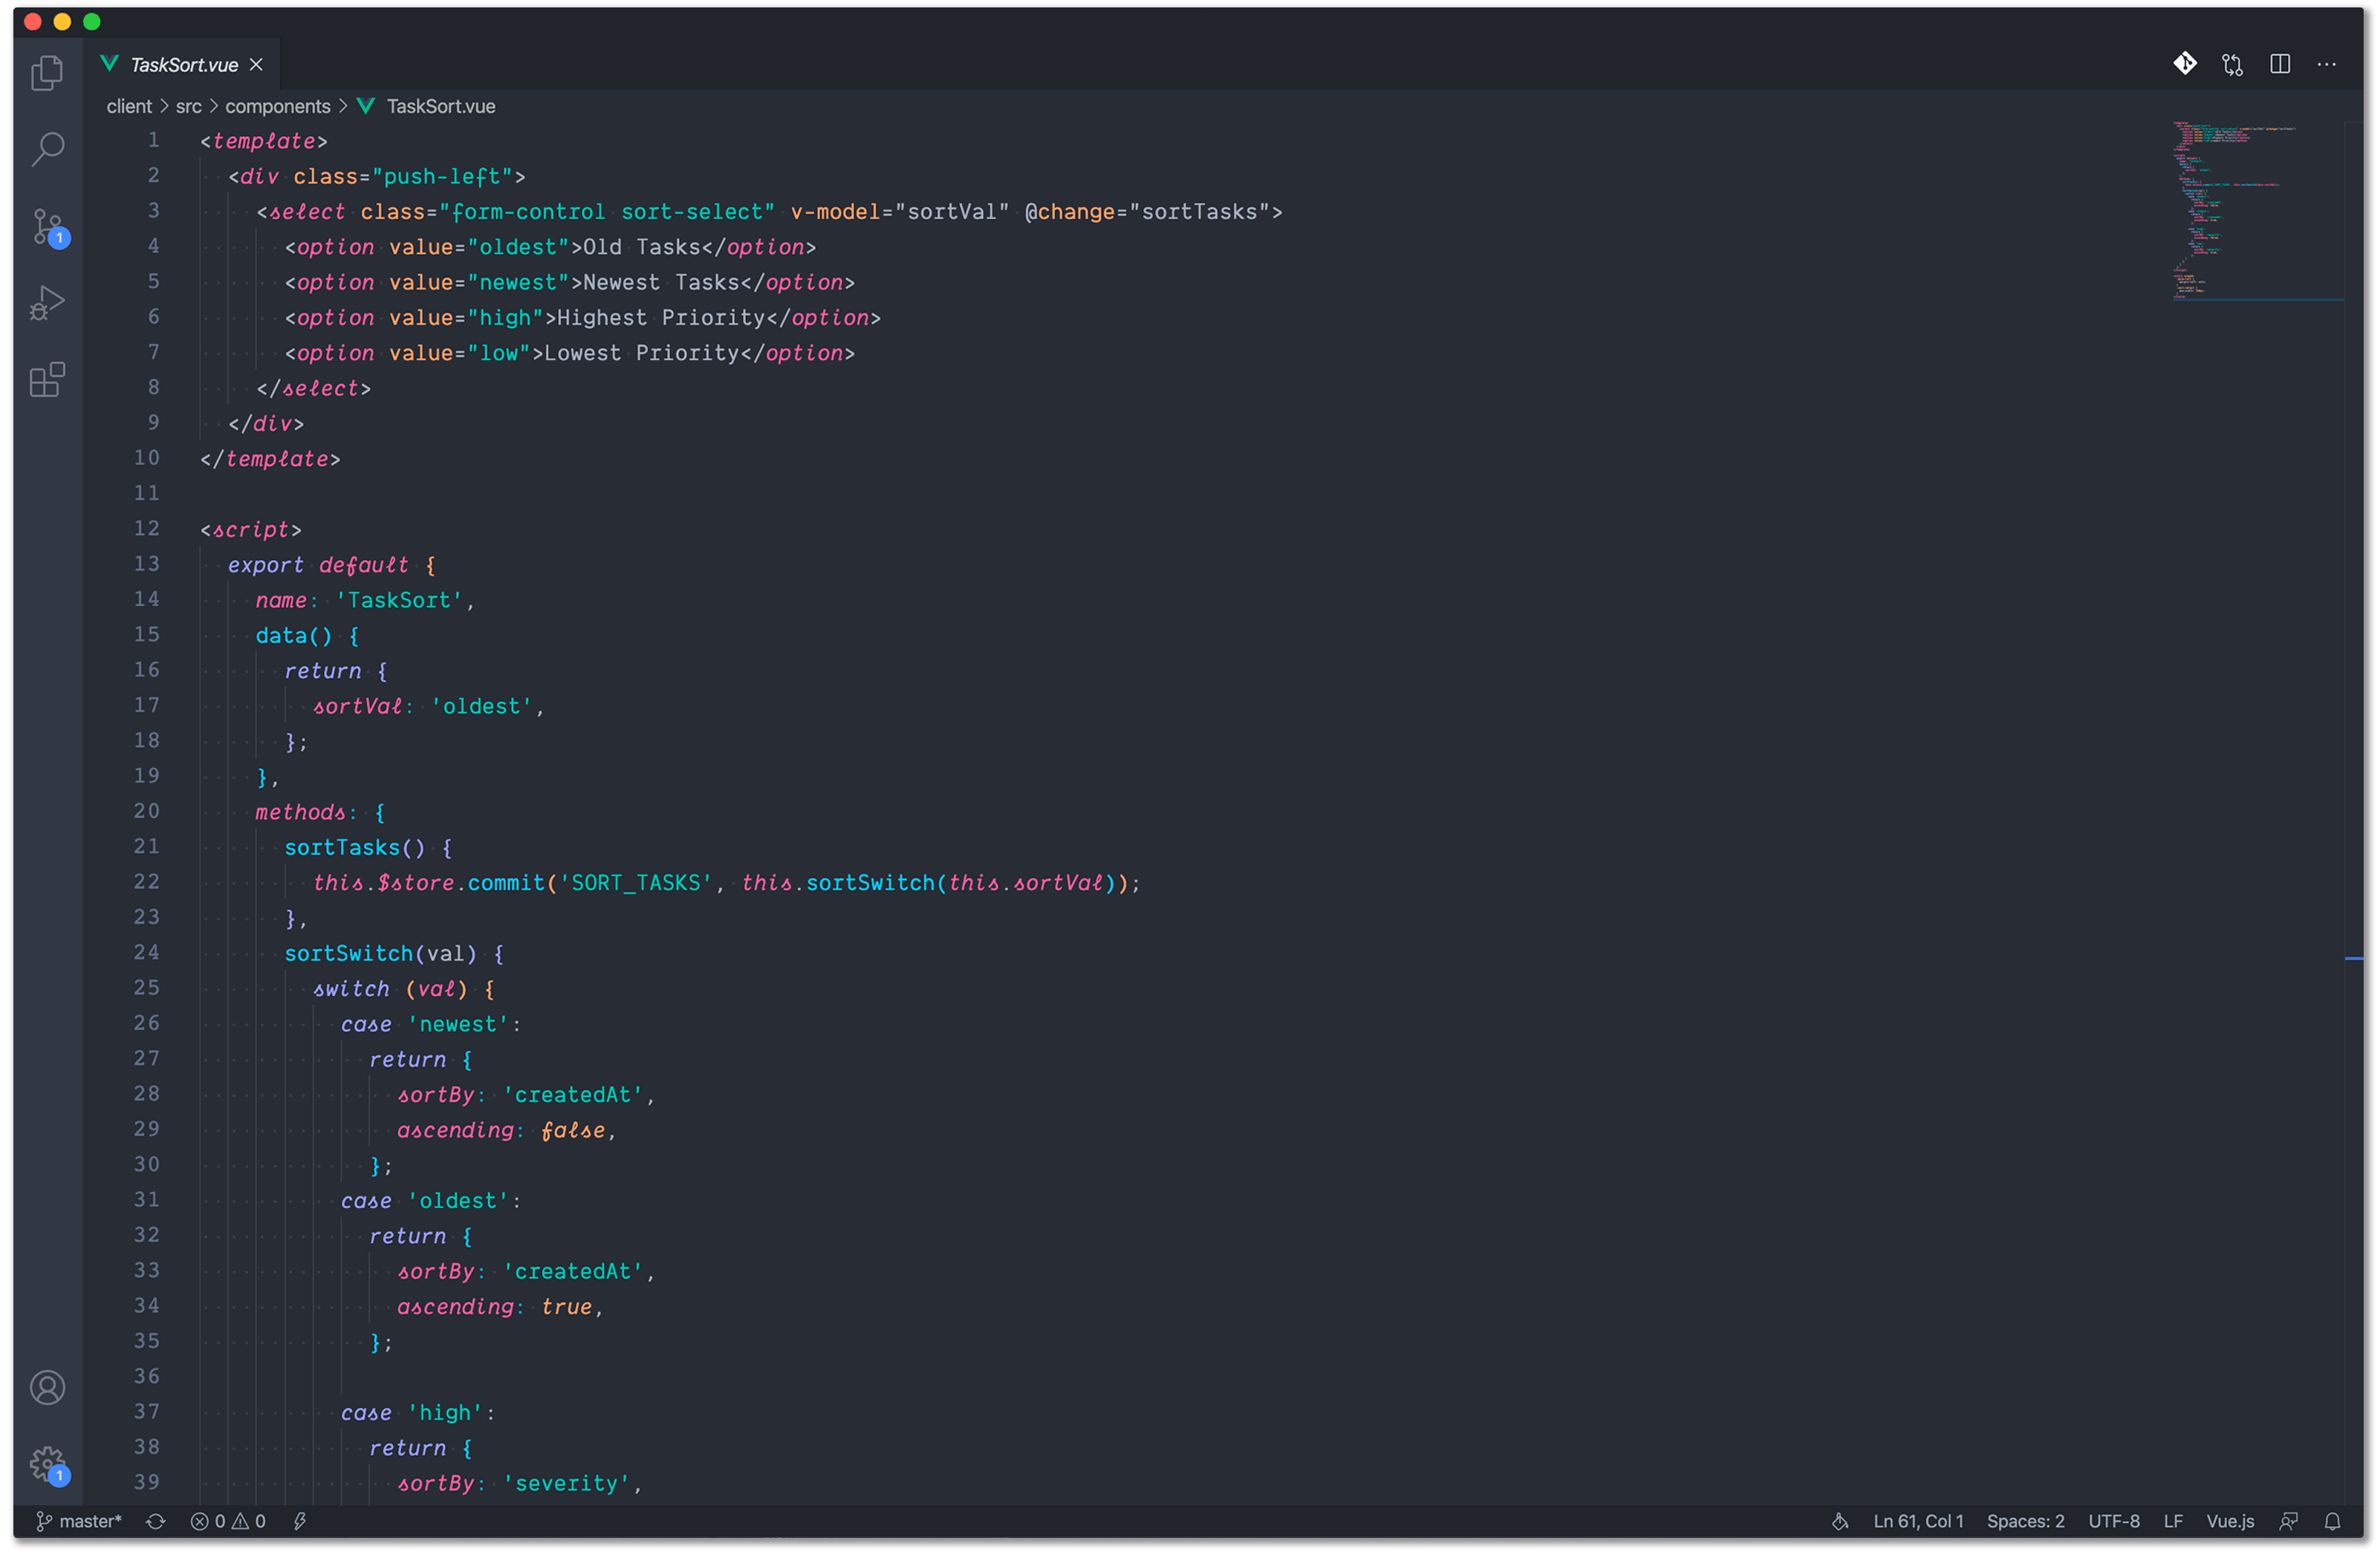 TaskSort.vue
client > src > components > TaskSort.vue
1 <template>
2   <div class="push-left">
3     <select class="form-control sort-select" v-model="sortVal" @change="sortTasks">
4       <option value="oldest">Old Tasks</option>
5       <option value="newest">Newest Tasks</option>
6       <option value="high">Highest Priority</option>
7       <option value="low">Lowest Priority</option>
8     </select>
9   </div>
10 </template>
11
12 <script>
13   export default {
14     name: 'TaskSort',
15     data() {
16       return {
17         sortVal: 'oldest',
18       };
19     },
20     methods: {
21       sortTasks() {
22         this.$store.commit('SORT_TASKS', this.sortSwitch(this.sortVal));
23       },
24       sortSwitch(val) {
25         switch (val) {
26           case 'newest':
27             return {
28               sortBy: 'createdAt',
29               ascending: false,
30             };
31           case 'oldest':
32             return {
33               sortBy: 'createdAt',
34               ascending: true,
35             };
36
37           case 'high':
38             return {
39               sortBy: 'severity',
1
1
master* 0 0 Ln 61, Col 1 Spaces: 2 UTF-8 LF Vue.js